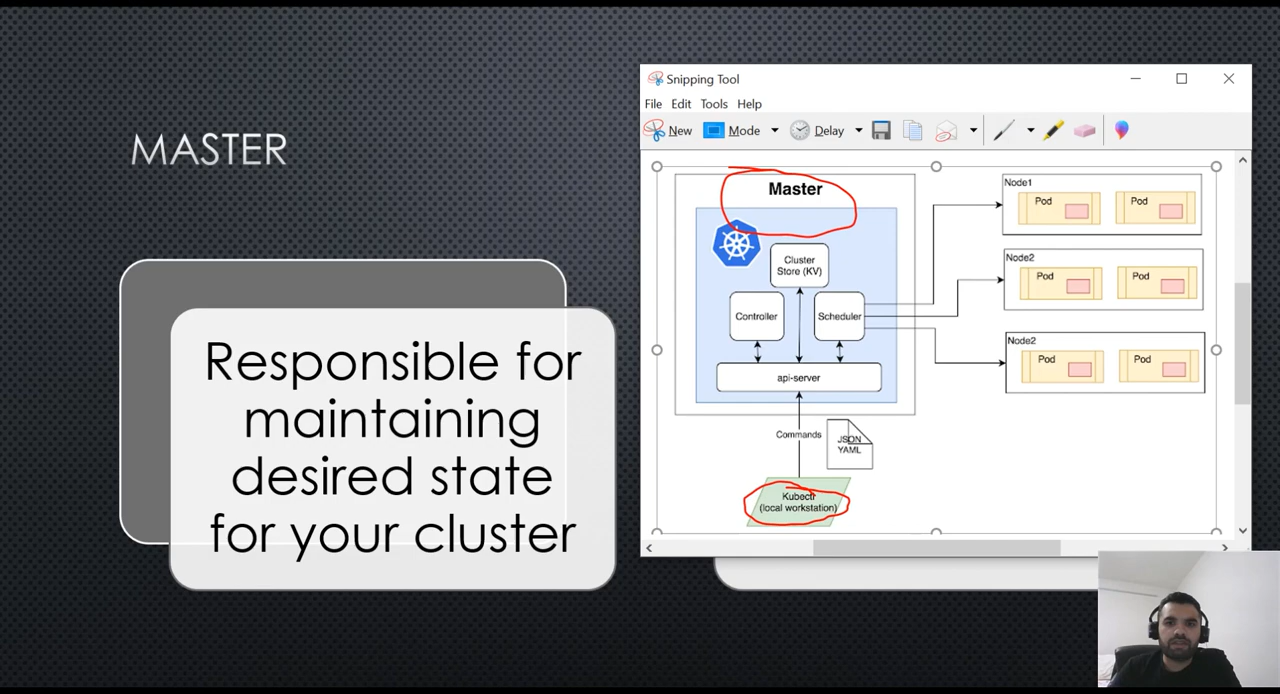 MASTER
Responsible for
maintaining
desired state
for your cluster
Snipping Tool
File Edit Tools Help
New Mode Delay
Master
Cluster
Store (KV)
Controller
Scheduler
api-server
Commands
JSON
YAML
Kubectl
(local workstation)
Node1
Pod
Pod
Node2
Pod
Pod
Node2
Pod
Pod